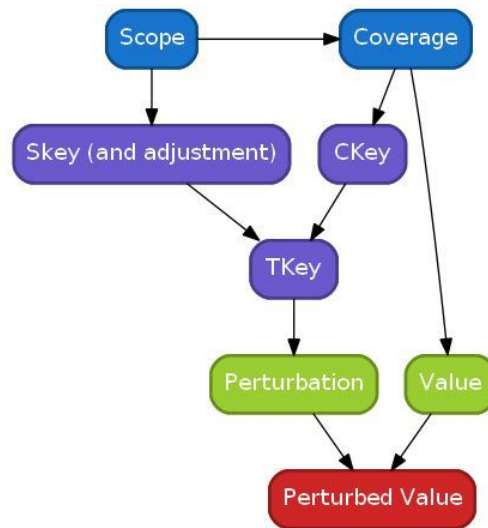 Scope
Coverage
Skey (and adjustment)
CKey
TKey
Perturbation
Value
Perturbed Value